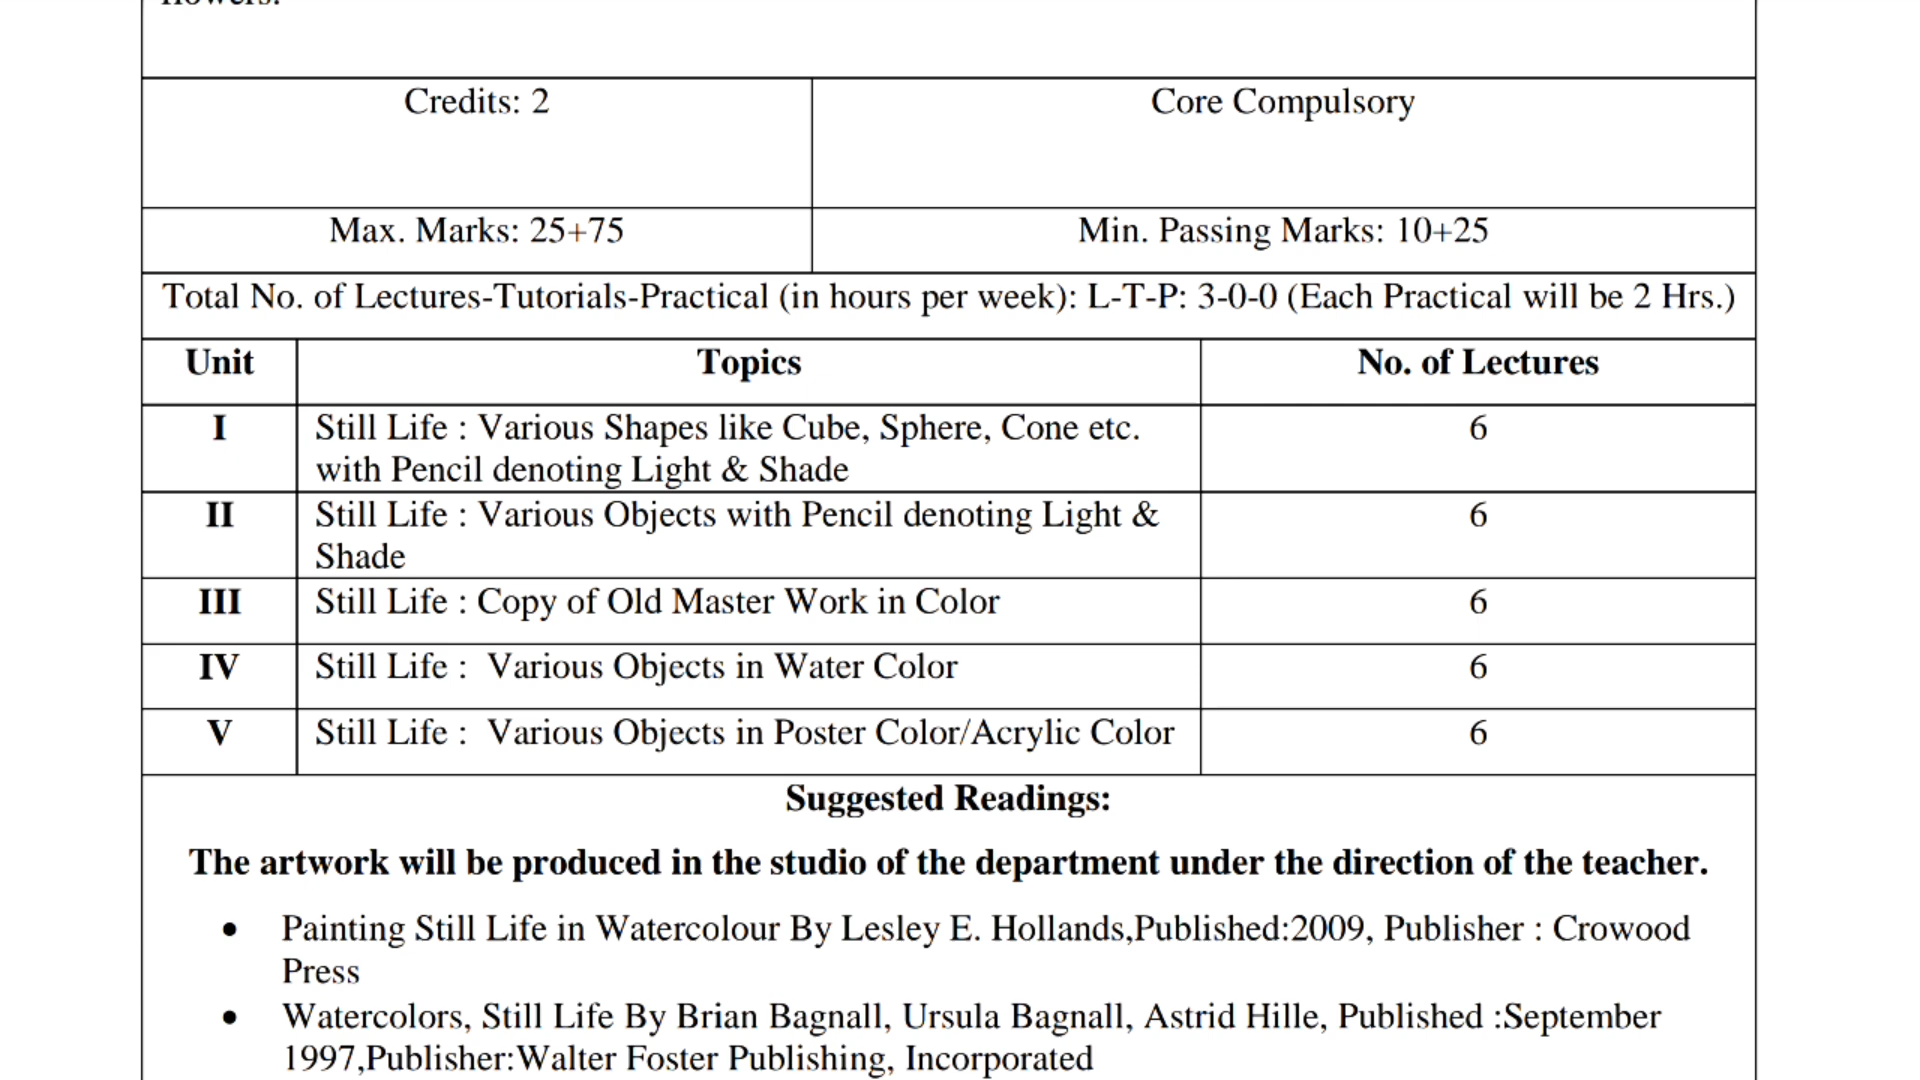 flowers.
Credits: 2
Core Compulsory
Max. Marks: 25+75
Min. Passing Marks: 10+25
Total No. of Lectures-Tutorials-Practical (in hours per week): L-T-P: 3-0-0 (Each Practical will be 2 Hrs.)
Unit
Topics
No. of Lectures
I
Still Life : Various Shapes like Cube, Sphere, Cone etc.
with Pencil denoting Light & Shade
6
II
Still Life : Various Objects with Pencil denoting Light &
Shade
6
III
Still Life : Copy of Old Master Work in Color
6
IV
Still Life :  Various Objects in Water Color
6
V
Still Life :  Various Objects in Poster Color/Acrylic Color
6
Suggested Readings:
The artwork will be produced in the studio of the department under the direction of the teacher.
• Painting Still Life in Watercolour By Lesley E. Hollands,Published:2009, Publisher : Crowood
Press
• Watercolors, Still Life By Brian Bagnall, Ursula Bagnall, Astrid Hille, Published :September
1997,Publisher:Walter Foster Publishing, Incorporated